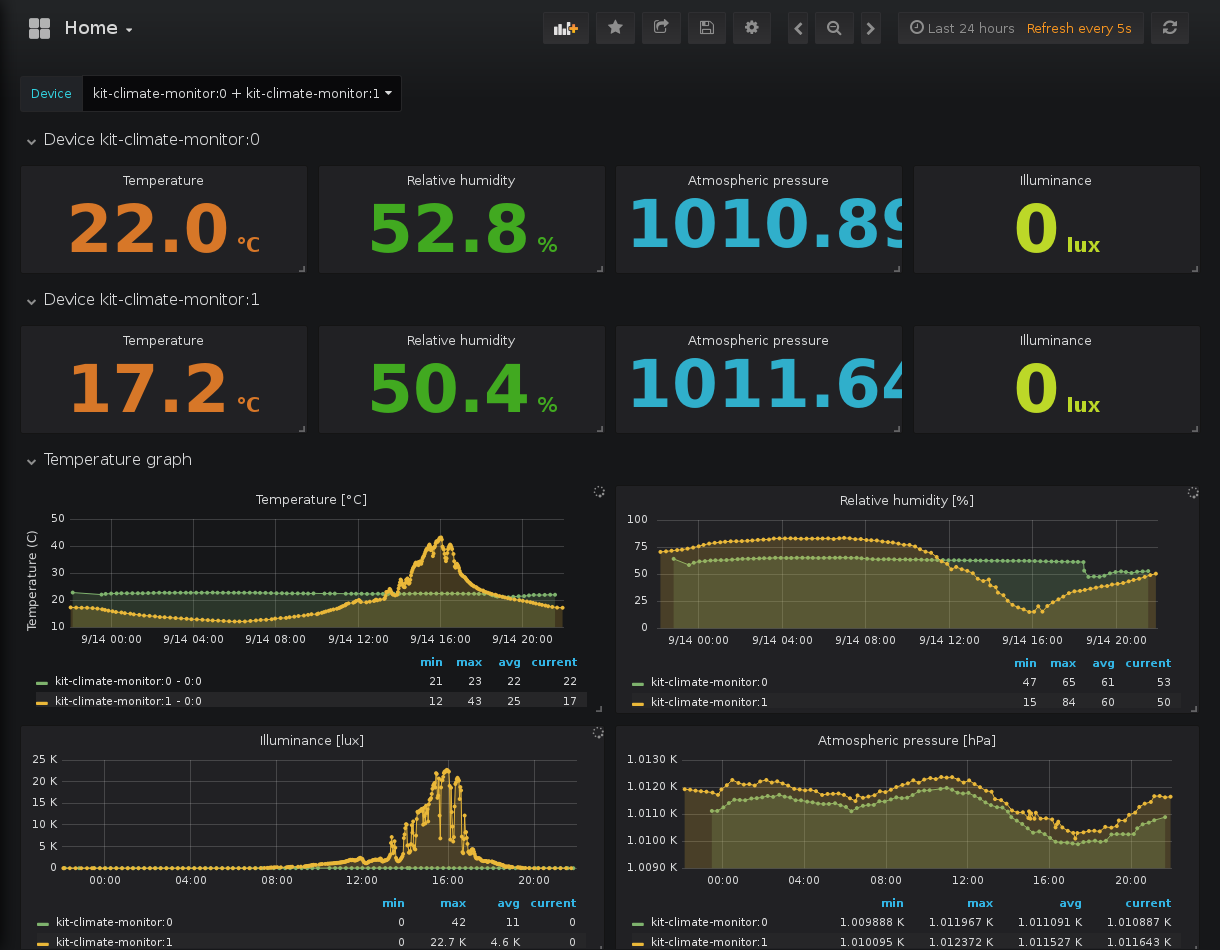 Home
Last 24 hours Refresh every 5s
Device kit-climate-monitor:0 + kit-climate-monitor:1
Device kit-climate-monitor:0
Temperature Relative humidity Atmospheric pressure Illuminance
22.0 °C 52.8 % 1010.89 0 lux
Device kit-climate-monitor:1
Temperature Relative humidity Atmospheric pressure Illuminance
17.2 °C 50.4 % 1011.64 0 lux
Temperature graph
Temperature [°C]
Temperature (C)
50
40
30
20
10
9/14 00:00 9/14 04:00 9/14 08:00 9/14 12:00 9/14 16:00 9/14 20:00
min max avg current
kit-climate-monitor:0 - 0:0 21 23 22 22
kit-climate-monitor:1 - 0:0 12 43 25 17
Relative humidity [%]
100
75
50
25
0
9/14 00:00 9/14 04:00 9/14 08:00 9/14 12:00 9/14 16:00 9/14 20:00
min max avg current
kit-climate-monitor:0 47 65 61 53
kit-climate-monitor:1 15 84 60 50
Illuminance [lux]
25 K
20 K
15 K
10 K
5 K
0
00:00 04:00 08:00 12:00 16:00 20:00
min max avg current
kit-climate-monitor:0 0 42 11 0
kit-climate-monitor:1 0 22.7 K 4.6 K 0
Atmospheric pressure [hPa]
1.0130 K
1.0120 K
1.0110 K
1.0100 K
1.0090 K
00:00 04:00 08:00 12:00 16:00 20:00
min max avg current
kit-climate-monitor:0 1.009888 K 1.011967 K 1.011091 K 1.010887 K
kit-climate-monitor:1 1.010095 K 1.012372 K 1.011527 K 1.011643 K